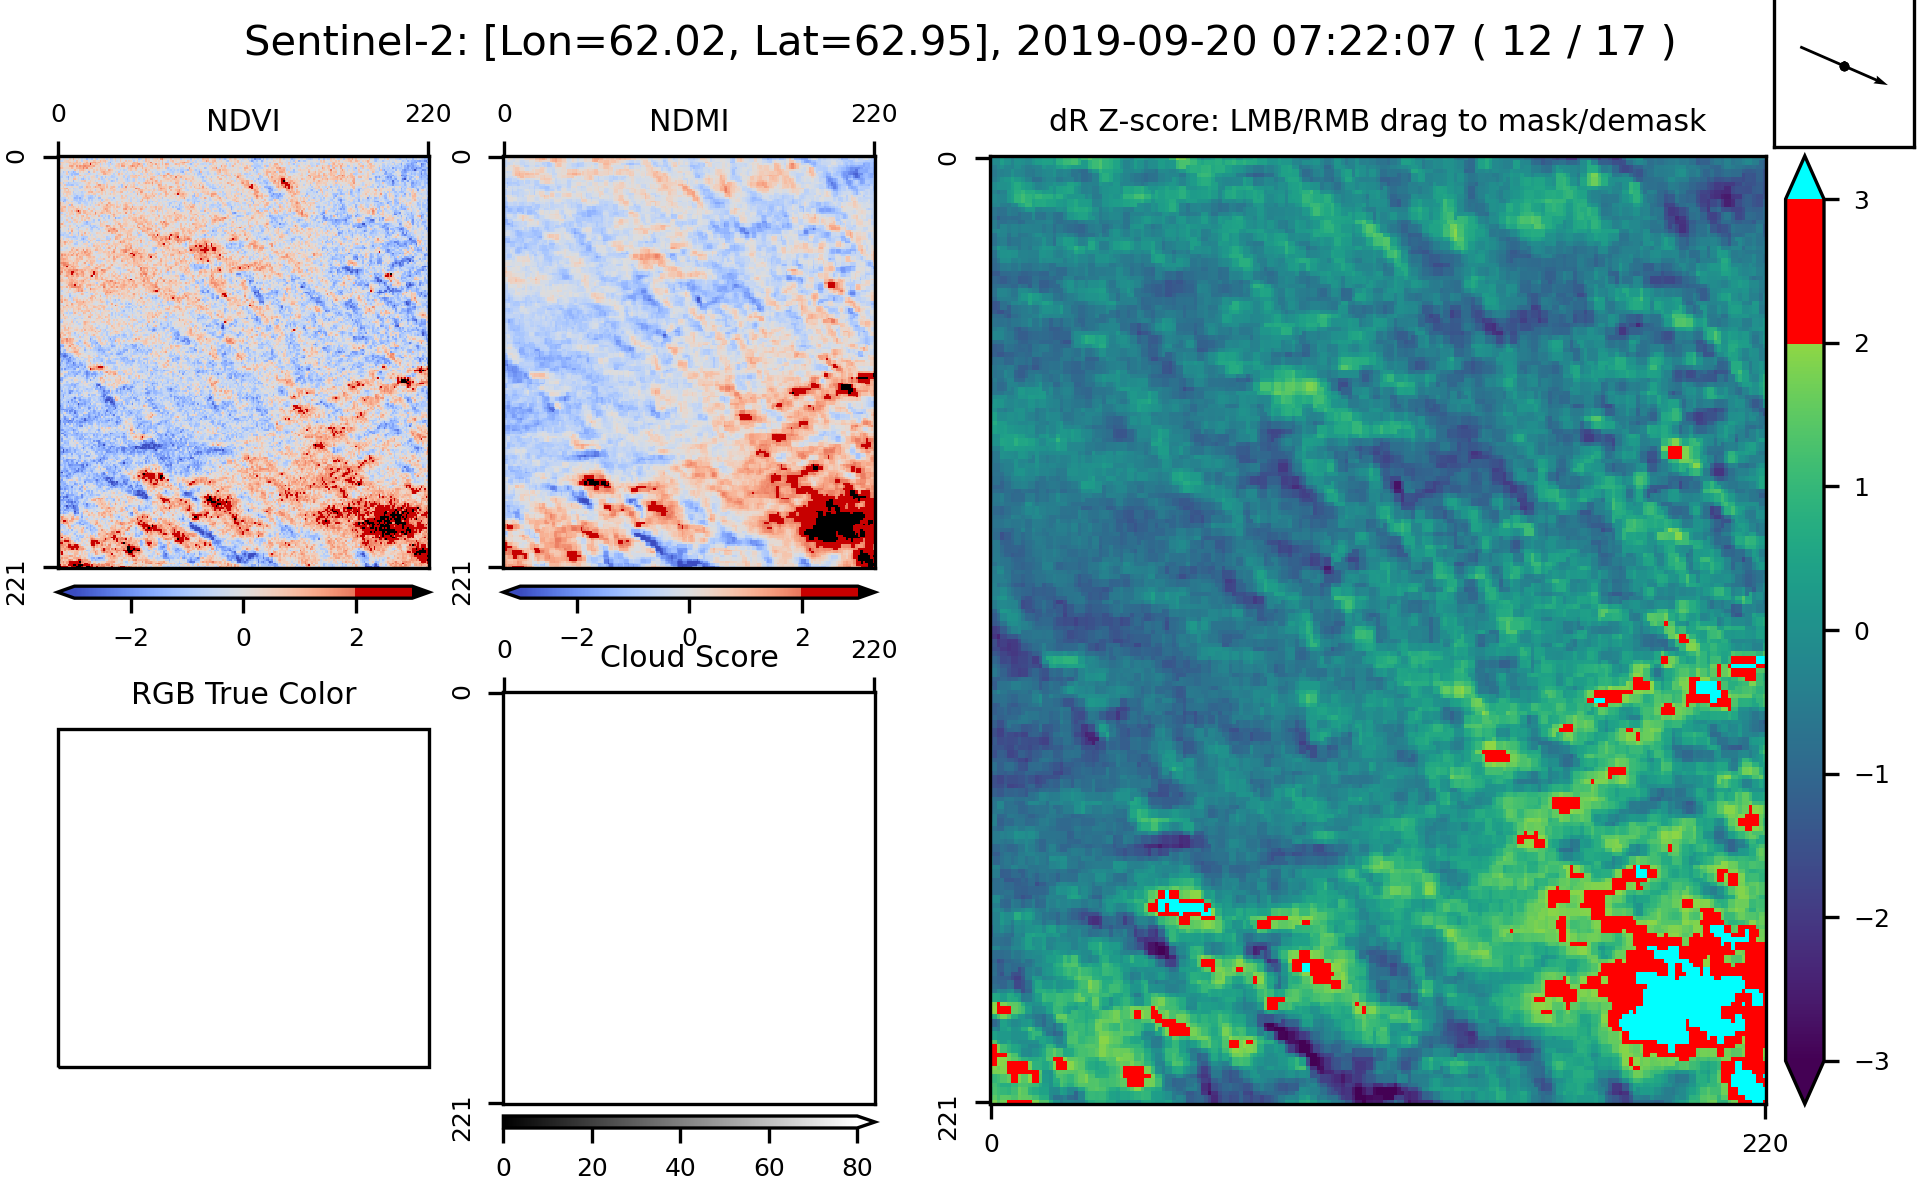 Sentinel-2: [Lon=62.02, Lat=62.95], 2019-09-20 07:22:07 ( 12 / 17 )
0 NDVI 220
0
221
−2 0 2
0 NDMI 220
0
221
−2 0 2
dR Z-score: LMB/RMB drag to mask/demask
0
221
0 220
3
2
1
0
−1
−2
−3
RGB True Color
0 Cloud Score 220
0
221
0 20 40 60 80